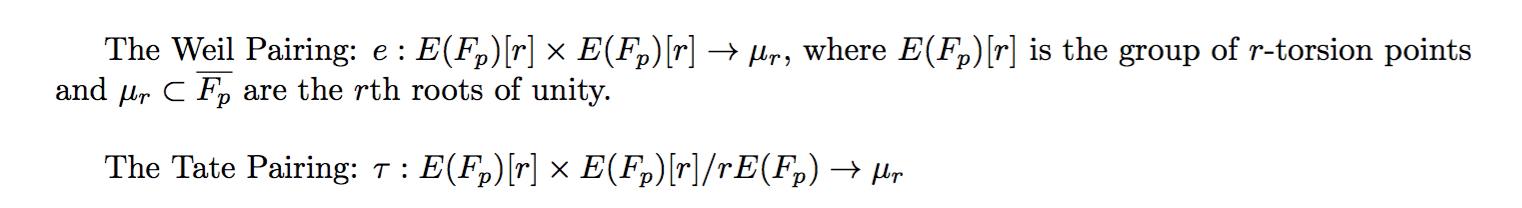 The Weil Pairing: e : E(F_p)[r] × E(F_p)[r] → μ_r, where E(F_p)[r] is the group of r-torsion points
and μ_r ⊂ \overline{F_p} are the rth roots of unity.
The Tate Pairing: τ : E(F_p)[r] × E(F_p)[r]/rE(F_p) → μ_r